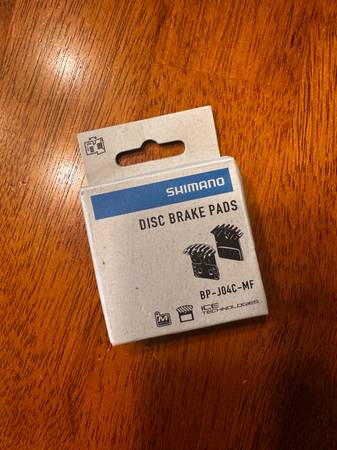 SHIMANO
DISC BRAKE PADS
BP-J04C-MF
M
ICE
TECHNOLOGIES